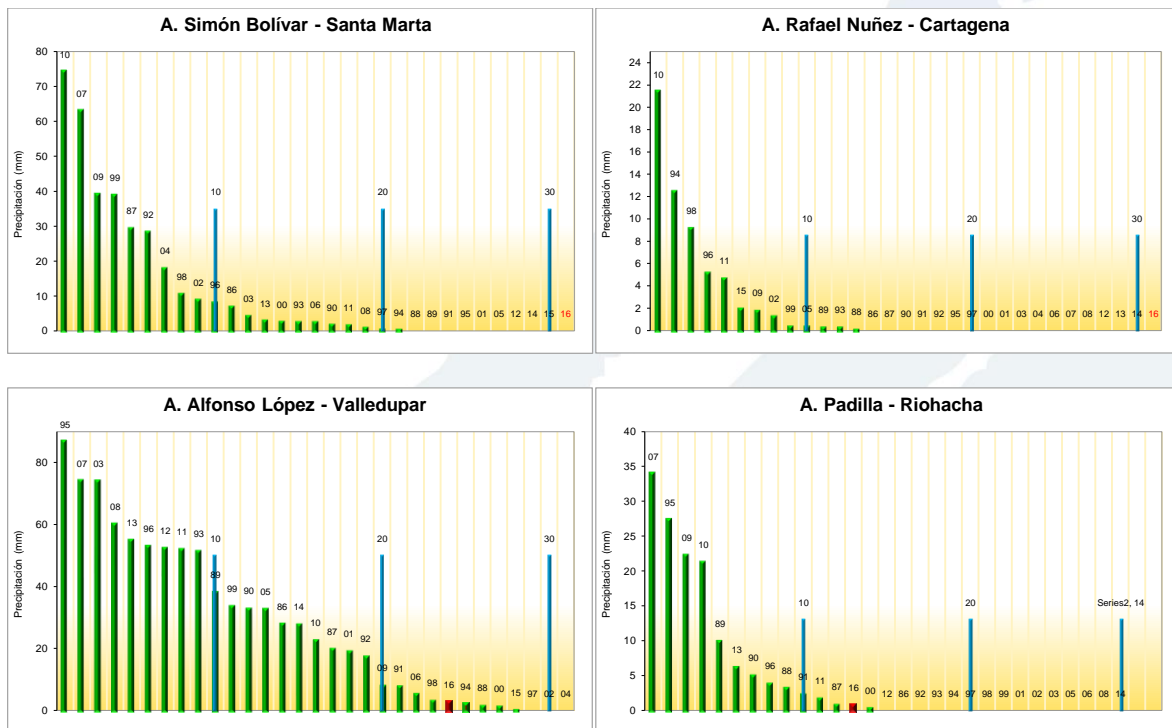 A. Simón Bolívar - Santa Marta
Precipitación (mm)
80
70
60
50
40
30
20
10
0
10 07 09 99 87 92 04 98 02 96 86 03 13 00 93 06 90 11 08 97 94 88 89 91 95 01 05 12 14 15 16
10 20 30
A. Rafael Nuñez - Cartagena
Precipitación (mm)
24
22
20
18
16
14
12
10
8
6
4
2
0
10 94 98 96 11 15 09 02 99 05 89 93 88 86 87 90 91 92 95 97 00 01 03 04 06 07 08 12 13 14 16
10 20 30
A. Alfonso López - Valledupar
Precipitación (mm)
80
60
40
20
0
95 07 03 08 13 96 12 11 93 89 99 90 05 86 14 10 87 01 92 09 91 06 98 16 94 88 00 15 97 02 04
10 20 30
A. Padilla - Riohacha
Precipitación (mm)
40
35
30
25
20
15
10
5
0
07 95 09 10 89 13 90 96 88 91 11 87 16 00 12 86 92 93 94 97 98 99 01 02 03 05 06 08 14
10 20 Series2, 14